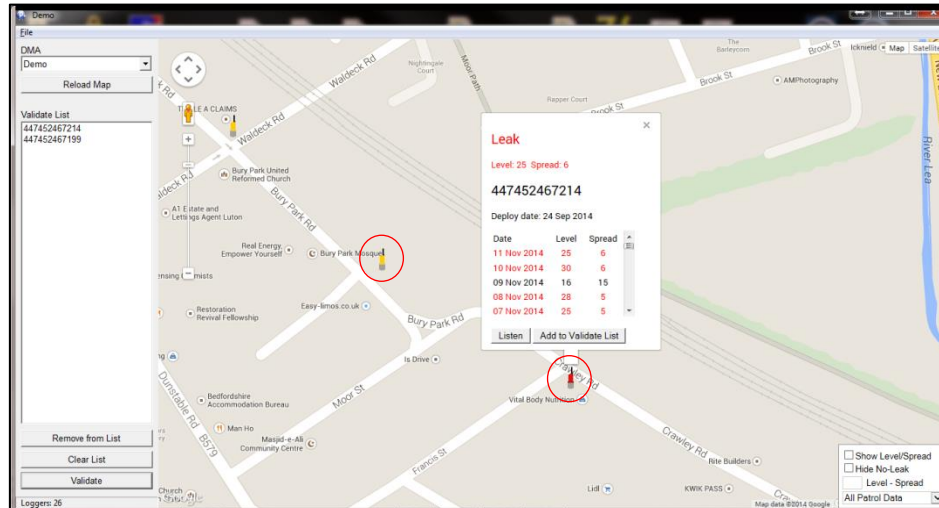 Demo
File
DMA
Demo
Reload Map
Validate List
447452467214
447452467199
Remove from List
Clear List
Validate
Loggers: 26
Waldeck Rd
Nightingale
Court
Moor Path
The
Barleycorn
Brook St
Icknield
Map
Satellite
Brook St
AMPhotography
Rapper Court
Brook St
River Lea
LE A CLAIMS
Waldeck Rd
Bury Park United
Reformed Church
Bury Park Rd
A1 Estate and
Lettings Agent Luton
Real Energy,
Empower Yourself
Bury Park Mosque
Restoration
Revival Fellowship
Easy-limos.co.uk
Bury Park Rd
Is Drive
Moor St
Dunstable Rd
B579
Bedfordshire
Accommodation Bureau
Man Ho
Masjid-e-Ali
Community Centre
Church
Francis St
Vital Body Nutrition
Crawley Rd
Crawley Rd
Rite Builders
Lidl
KWIK PASS
Leak
Level: 25 Spread: 6
447452467214
Deploy date: 24 Sep 2014
Date Level Spread
11 Nov 2014 25 6
10 Nov 2014 30 6
09 Nov 2014 16 15
08 Nov 2014 28 5
07 Nov 2014 25 5
Listen
Add to Validate List
Show Level/Spread
Hide No-Leak
Level - Spread
All Patrol Data
Map data ©2014 Google